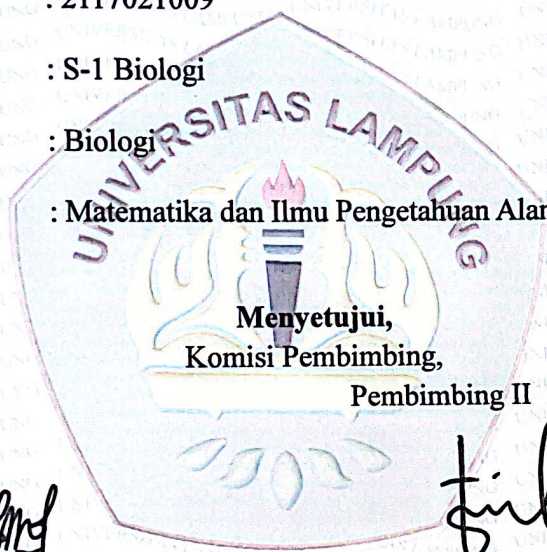 : 2117021009
: S-1 Biologi
: Biologi
UNIVERSITAS LAMPUNG
: Matematika dan Ilmu Pengetahuan Alam
Menyetujui,
Komisi Pembimbing,
Pembimbing II